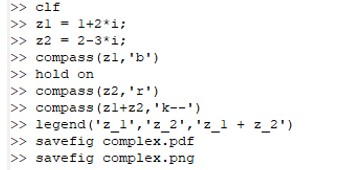 >> clf
>> z1 = 1+2*i;
>> z2 = 2-3*i;
>> compass(z1,'b')
>> hold on
>> compass(z2,'r')
>> compass(z1+z2,'k--')
>> legend('z_1','z_2','z_1 + z_2')
>> savefig complex.pdf
>> savefig complex.png